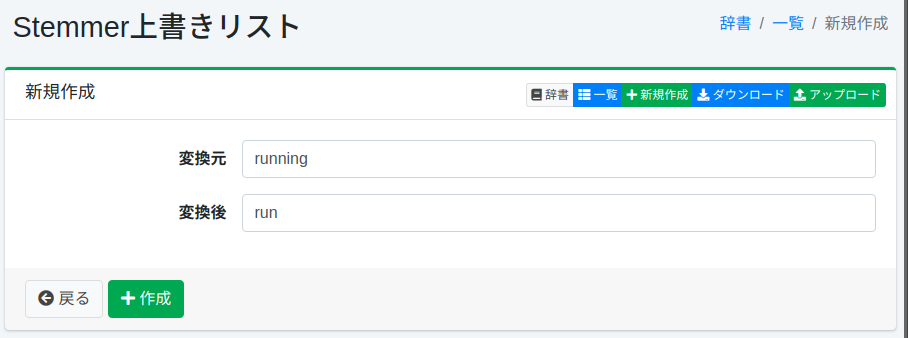 Stemmer上書きリスト
辞書 / 一覧 / 新規作成
新規作成
辞書 一覧 新規作成 ダウンロード アップロード
変換元 running
変換後 run
戻る 作成